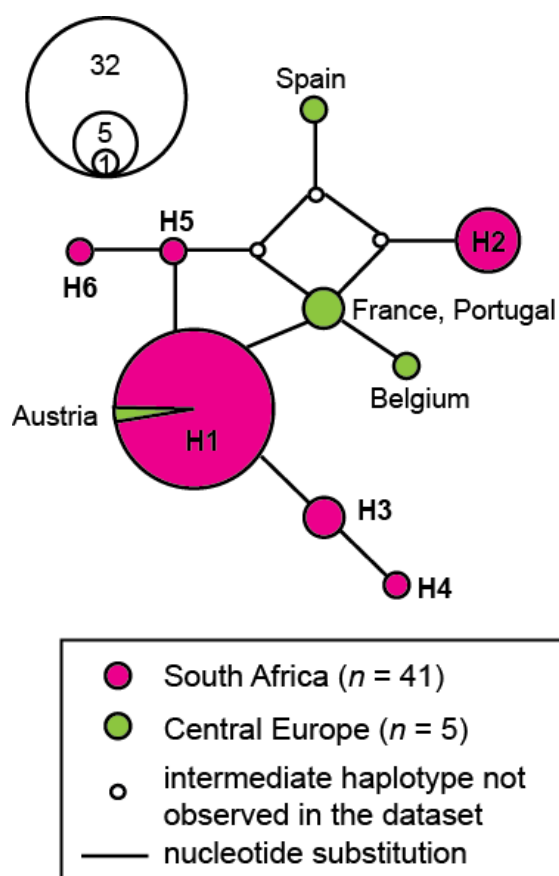 32
5
1
Spain
H5
H6
H2
France, Portugal
Belgium
Austria
H1
H3
H4
South Africa (n = 41)
Central Europe (n = 5)
intermediate haplotype not
observed in the dataset
nucleotide substitution